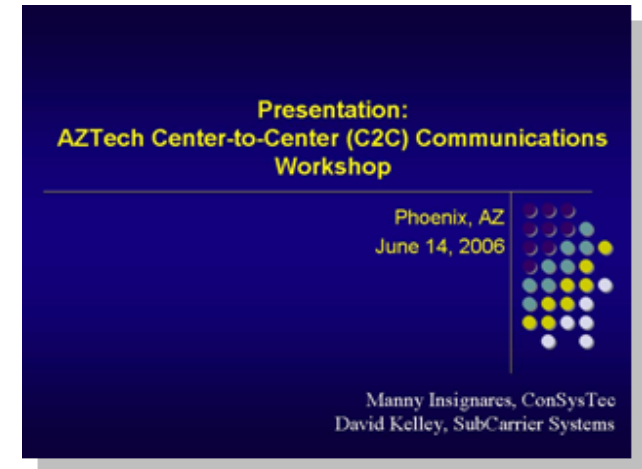 Presentation:
AZTech Center-to-Center (C2C) Communications
Workshop
Phoenix, AZ
June 14, 2006
Manny Insignares, ConSysTec
David Kelley, SubCarrier Systems